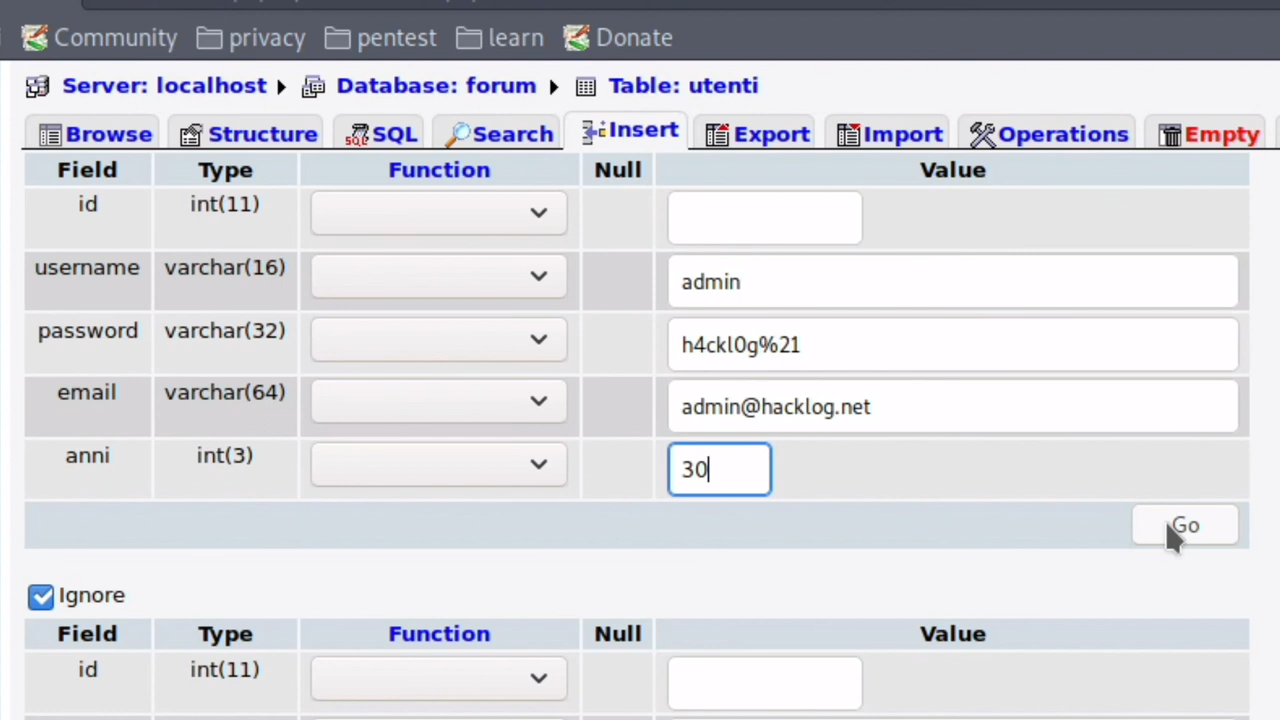 Community privacy pentest learn Donate
Server: localhost Database: forum Table: utenti
Browse Structure SQL Search Insert Export Import Operations Empty
Field Type Function Null Value
id int(11)
username varchar(16) admin
password varchar(32) h4ckl0g%21
email varchar(64) admin@hacklog.net
anni int(3) 30
Go
Ignore
Field Type Function Null Value
id int(11)